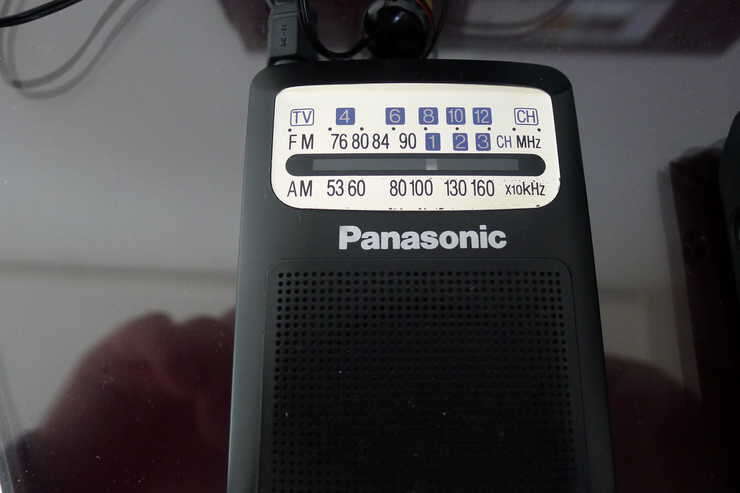 TV 4 6 8 10 12 CH
FM 76 80 84 90 1 2 3 CH MHz
AM 53 60 80 100 130 160 x10kHz
Panasonic